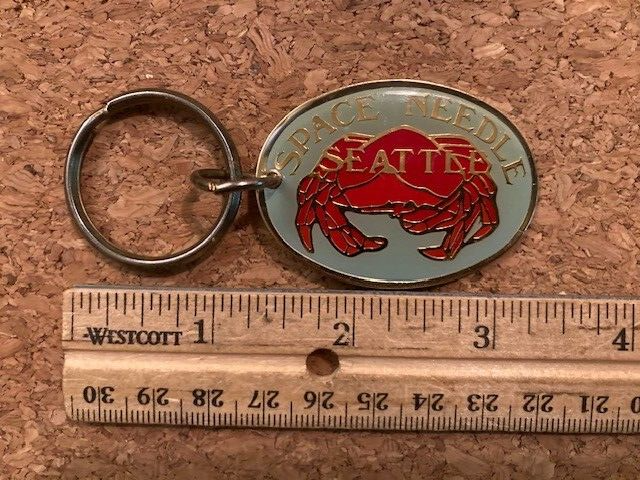 SPACE NEEDLE
SEATTLE
WESTCOTT 1 2 3 4
30 29 28 27 26 25 24 23 22 21